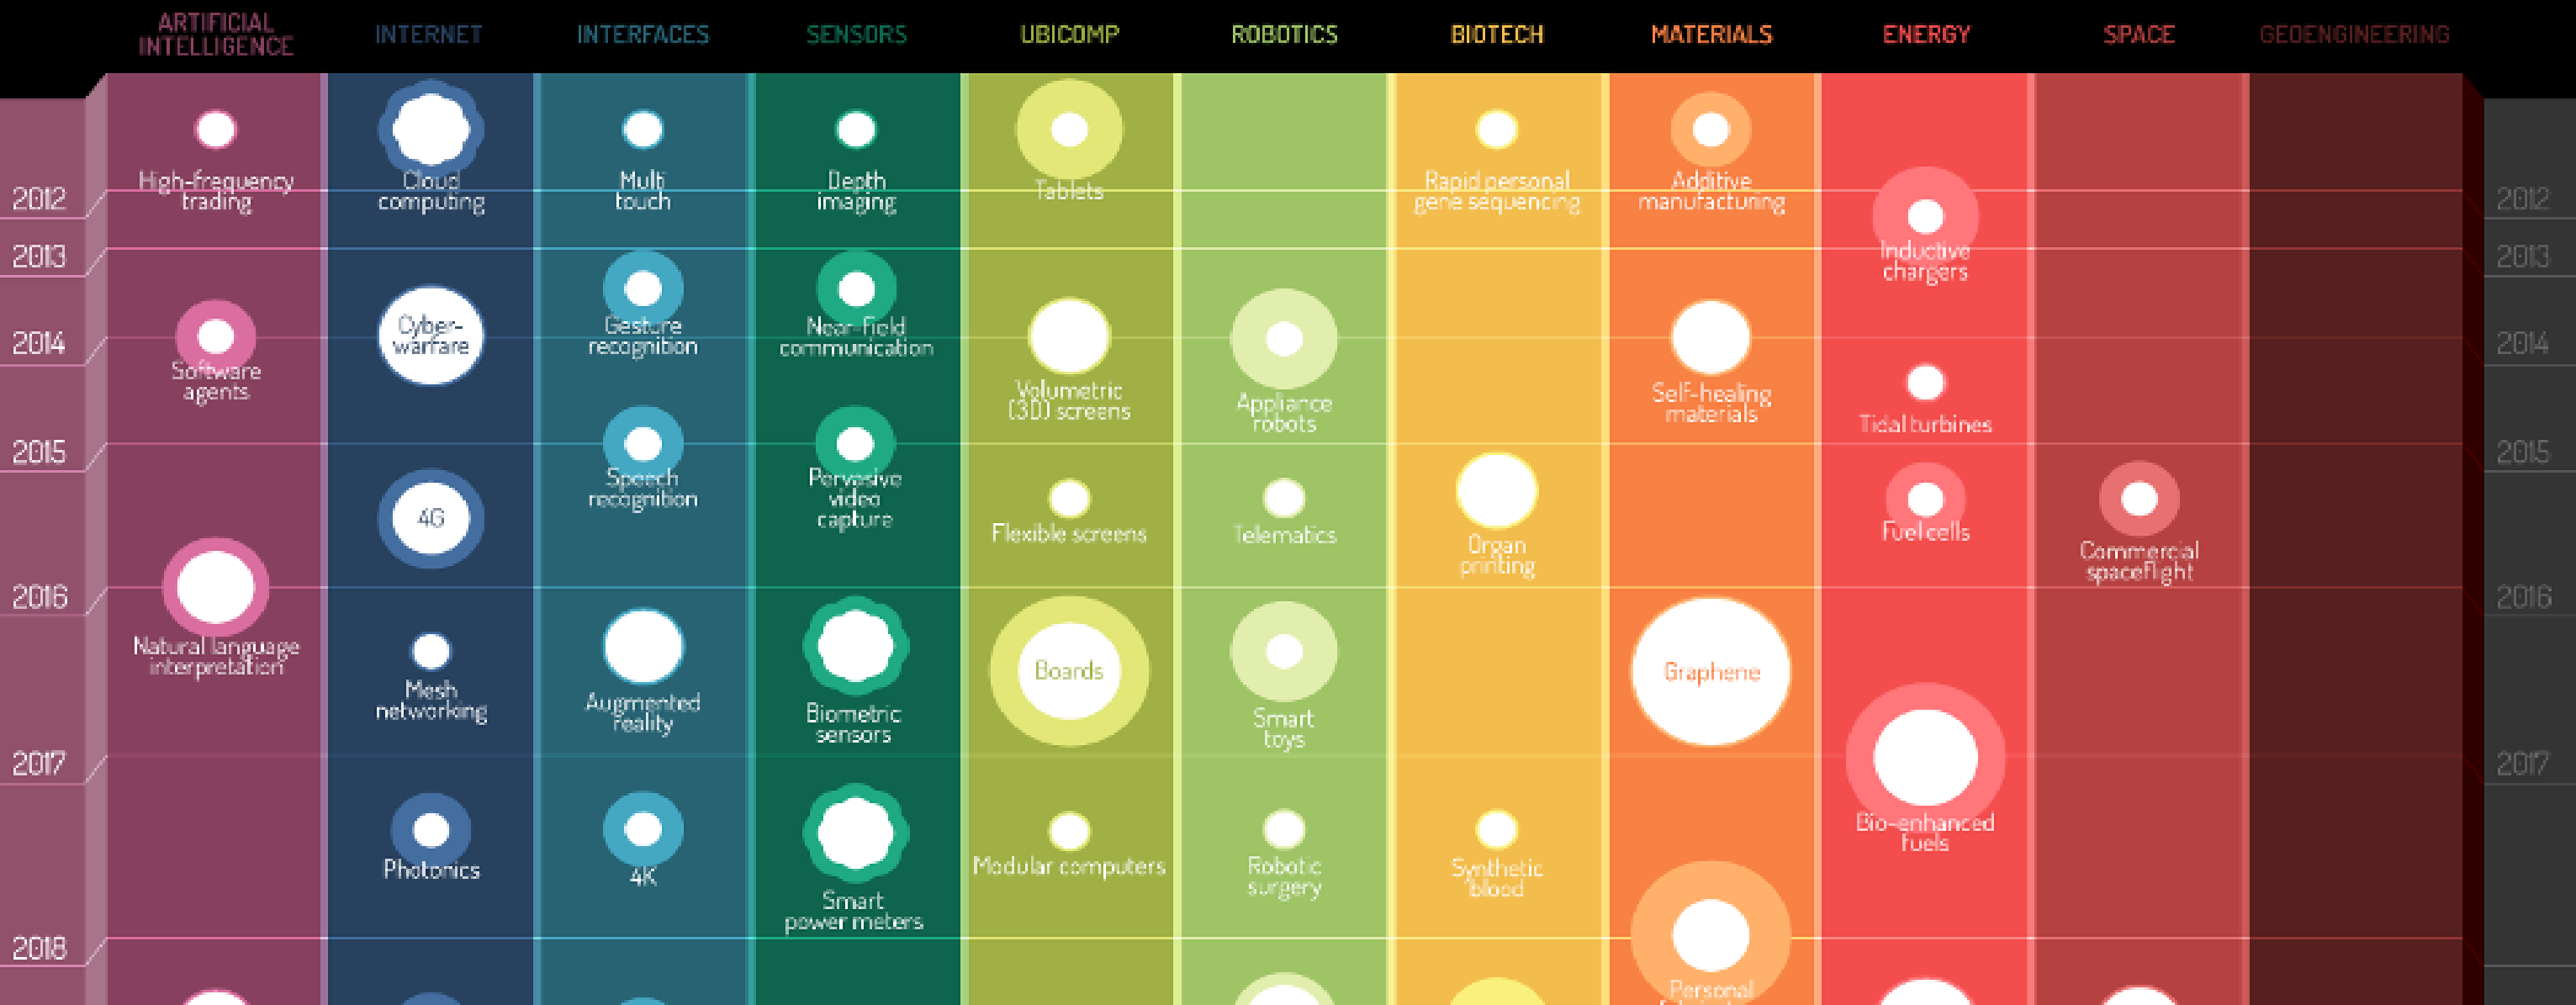 ARTIFICIAL
INTELLIGENCE
INTERNET
INTERFACES
SENSORS
UBICOMP
ROBOTICS
BIOTECH
MATERIALS
ENERGY
SPACE
GEOENGINEERING
High-frequency
trading
Cloud
computing
Multi
touch
Depth
imaging
Tablets
Rapid personal
gene sequencing
Additive
manufacturing
2012
2012
Inductive
chargers
2013
2013
Software
agents
Cyber-
warfare
Gesture
recognition
Near-field
communication
Volumetric
(3D) screens
Appliance
robots
Self-healing
materials
Tidal turbines
2014
2014
4G
Speech
recognition
Pervasive
video
capture
Flexible screens
Telematics
Organ
printing
Fuel cells
Commercial
spaceflight
2015
2015
Natural language
interpretation
2016
2016
Mesh
networking
Augmented
reality
Biometric
sensors
Boards
Smart
toys
Graphene
Bio-enhanced
fuels
2017
2017
Photonics
4K
Smart
power meters
Modular computers
Robotic
surgery
Synthetic
blood
2018
Personal